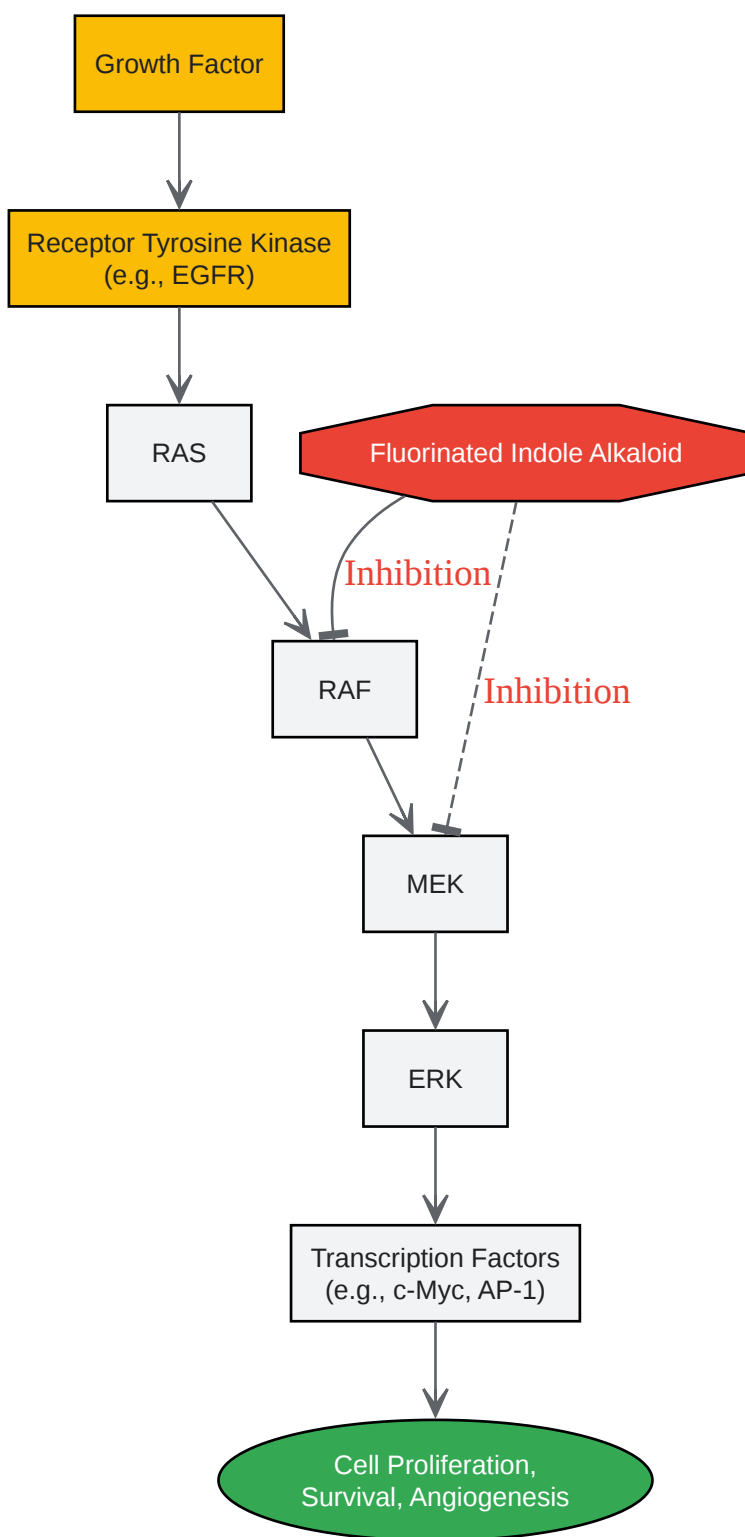 Growth Factor
Receptor Tyrosine Kinase
(e.g., EGFR)
RAS
Fluorinated Indole Alkaloid
Inhibition
RAF
Inhibition
MEK
ERK
Transcription Factors
(e.g., c-Myc, AP-1)
Cell Proliferation,
Survival, Angiogenesis